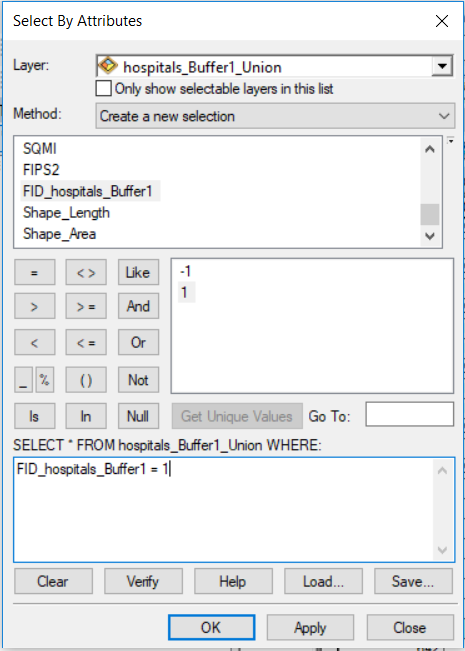 Select By Attributes
Layer: hospitals_Buffer1_Union
Only show selectable layers in this list
Method: Create a new selection
SQMI
FIPS2
FID_hospitals_Buffer1
Shape_Length
Shape_Area
= < > Like
> > = And
< < = Or
_ % ( ) Not
Is In Null
-1
1
Get Unique Values Go To:
SELECT * FROM hospitals_Buffer1_Union WHERE:
FID_hospitals_Buffer1 = 1
Clear Verify Help Load... Save...
OK Apply Close